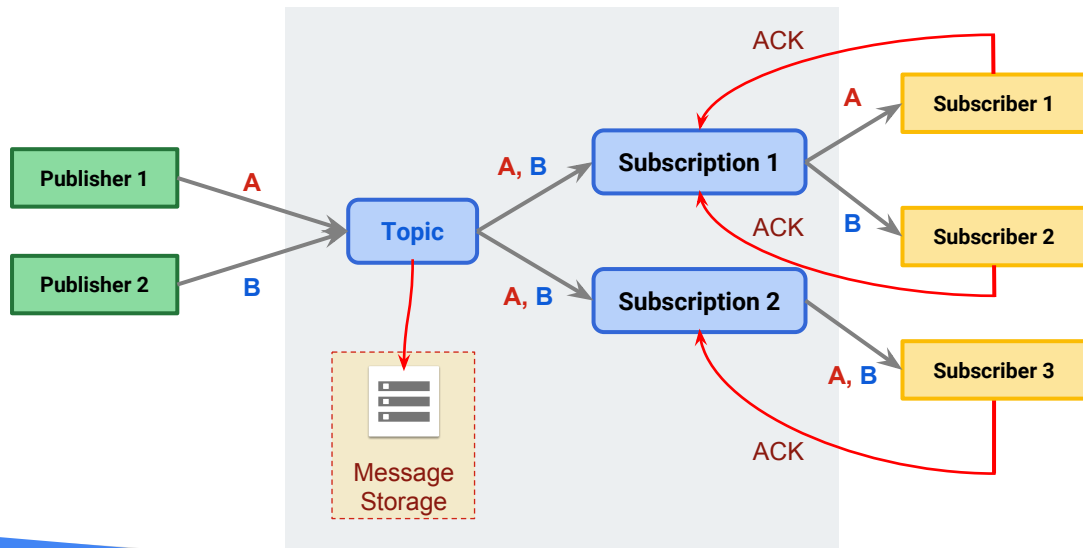 ACK
A
Subscriber 1
Publisher 1
A
A, B
Subscription 1
Topic
ACK
B
Subscriber 2
Publisher 2
B
A, B
Subscription 2
Subscriber 3
A, B
ACK
Message
Storage